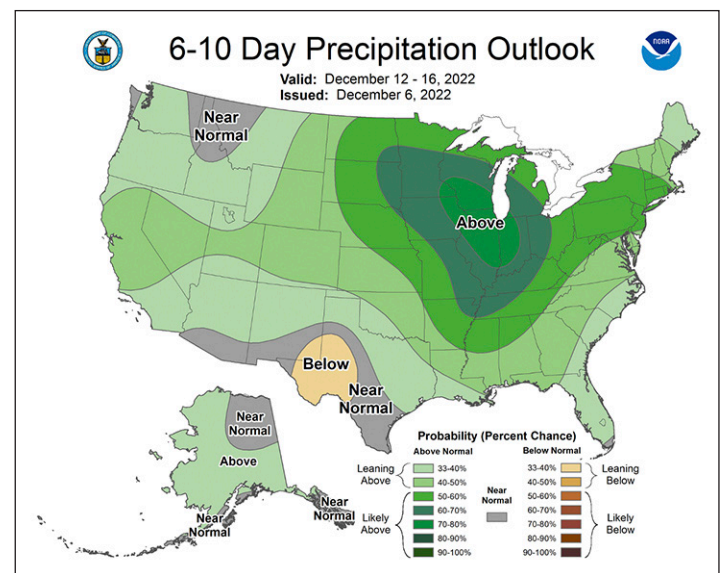 6-10 Day Precipitation Outlook
NOAA
Valid: December 12 - 16, 2022
Issued: December 6, 2022
Near
Normal
Above
Below
Near
Normal
Near
Normal
Above
Near
Normal
Near
Normal
Probability (Percent Chance)
Above Normal
Below Normal
Leaning
Above
33-40%
40-50%
Likely
Above
50-60%
60-70%
70-80%
80-90%
90-100%
Near
Normal
33-40%
40-50%
Leaning
Below
50-60%
60-70%
70-80%
80-90%
90-100%
Likely
Below